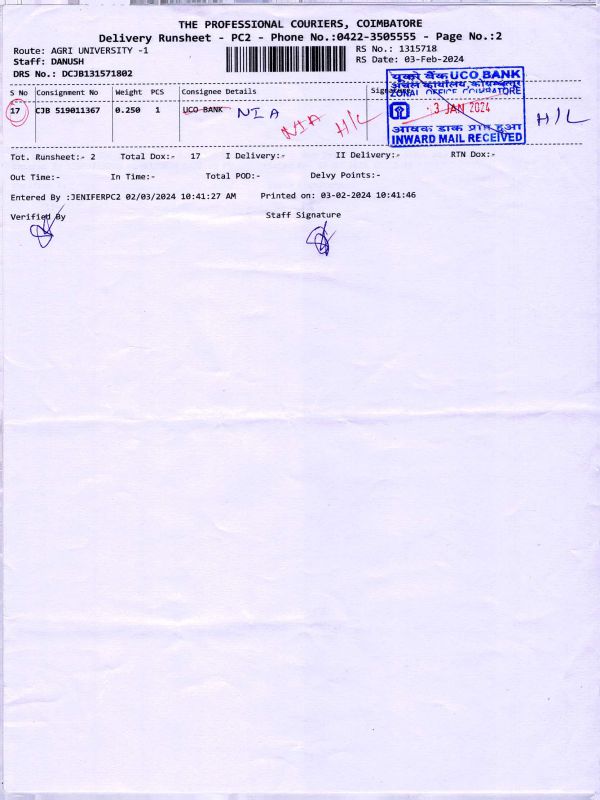 THE PROFESSIONAL COURIERS, COIMBATORE
Delivery Runsheet - PC2 - Phone No.:0422-3505555 - Page No.:2
Route: AGRI UNIVERSITY -1
RS No.: 1315718
Staff: DANUSH
RS Date: 03-Feb-2024
DRS No.: DCJB131571802
S No Consignment No Weight PCS Consignee Details
17 CJB 519011367 0.250 1 UCO BANK NIA
NIA H/L
यूको बैंक UCO BANK
अंचल कार्यालय, कोयम्बत्तूर
ZONAL OFFICE COIMBATORE
3 JAN 2024
आवक डाक प्राप्त हुआ
INWARD MAIL RECEIVED
H/L
Tot. Runsheet:- 2 Total Dox:- 17 I Delivery:- II Delivery:- RTN Dox:-
Out Time:- In Time:- Total POD:- Delvy Points:-
Entered By :JENIFERPC2 02/03/2024 10:41:27 AM Printed on: 03-02-2024 10:41:46
Verified By Staff Signature